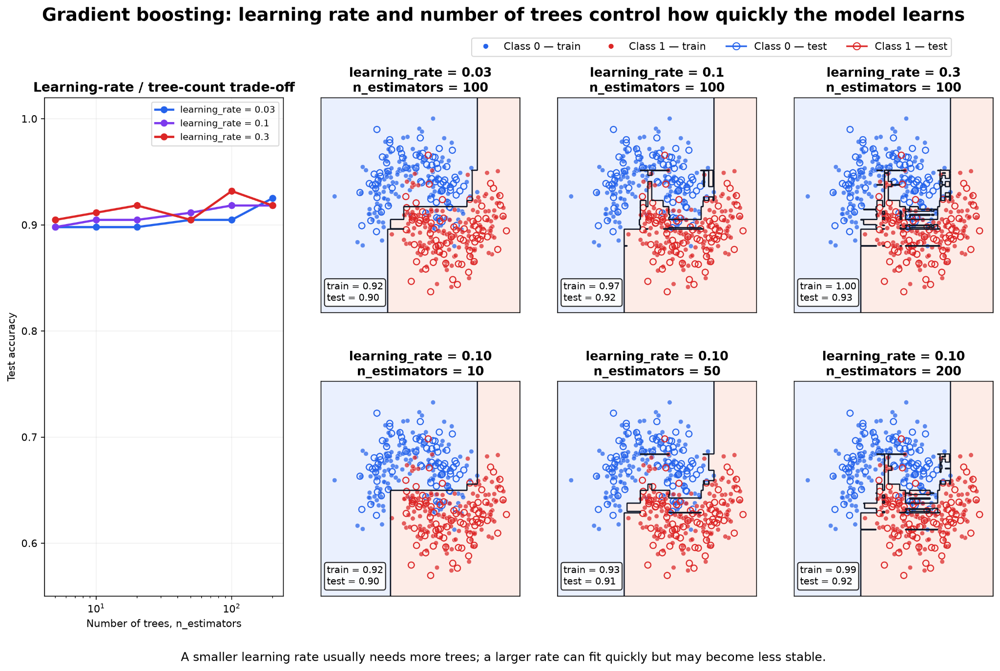 Gradient boosting: learning rate and number of trees control how quickly the model learns
Class 0 — train
Class 1 — train
Class 0 — test
Class 1 — test
Learning-rate / tree-count trade-off
learning_rate = 0.03
learning_rate = 0.1
learning_rate = 0.3
1.0
0.9
0.8
0.7
0.6
Test accuracy
10¹
10²
Number of trees, n_estimators
learning_rate = 0.03
n_estimators = 100
train = 0.92
test = 0.90
learning_rate = 0.1
n_estimators = 100
train = 0.97
test = 0.92
learning_rate = 0.3
n_estimators = 100
train = 1.00
test = 0.93
learning_rate = 0.10
n_estimators = 10
train = 0.92
test = 0.90
learning_rate = 0.10
n_estimators = 50
train = 0.93
test = 0.91
learning_rate = 0.10
n_estimators = 200
train = 0.99
test = 0.92
A smaller learning rate usually needs more trees; a larger rate can fit quickly but may become less stable.